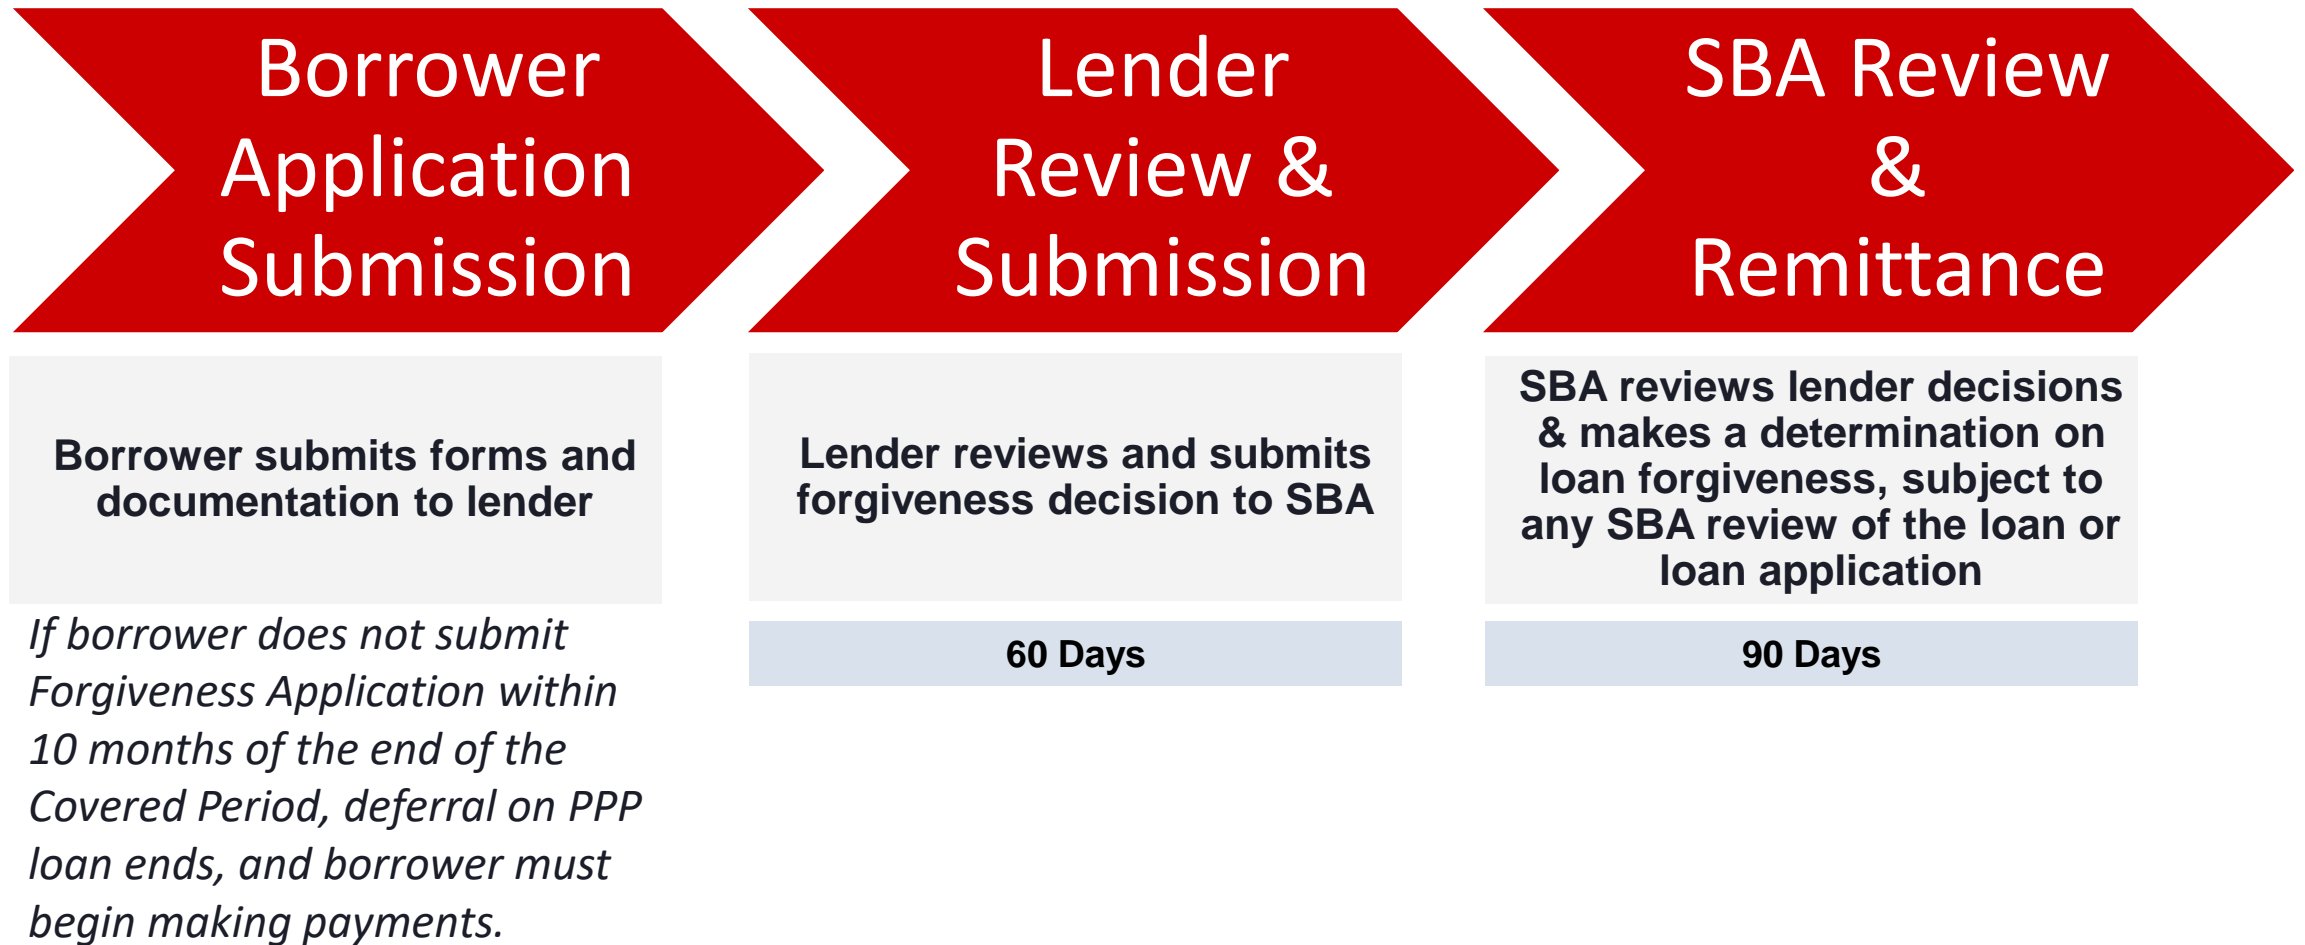 Borrower
Application
Submission
Borrower submits forms and
documentation to lender
If borrower does not submit
Forgiveness Application within
10 months of the end of the
Covered Period, deferral on PPP
loan ends, and borrower must
begin making payments.
Lender
Review &
Submission
Lender reviews and submits
forgiveness decision to SBA
60 Days
SBA Review
&
Remittance
SBA reviews lender decisions
& makes a determination on
loan forgiveness, subject to
any SBA review of the loan or
loan application
90 Days